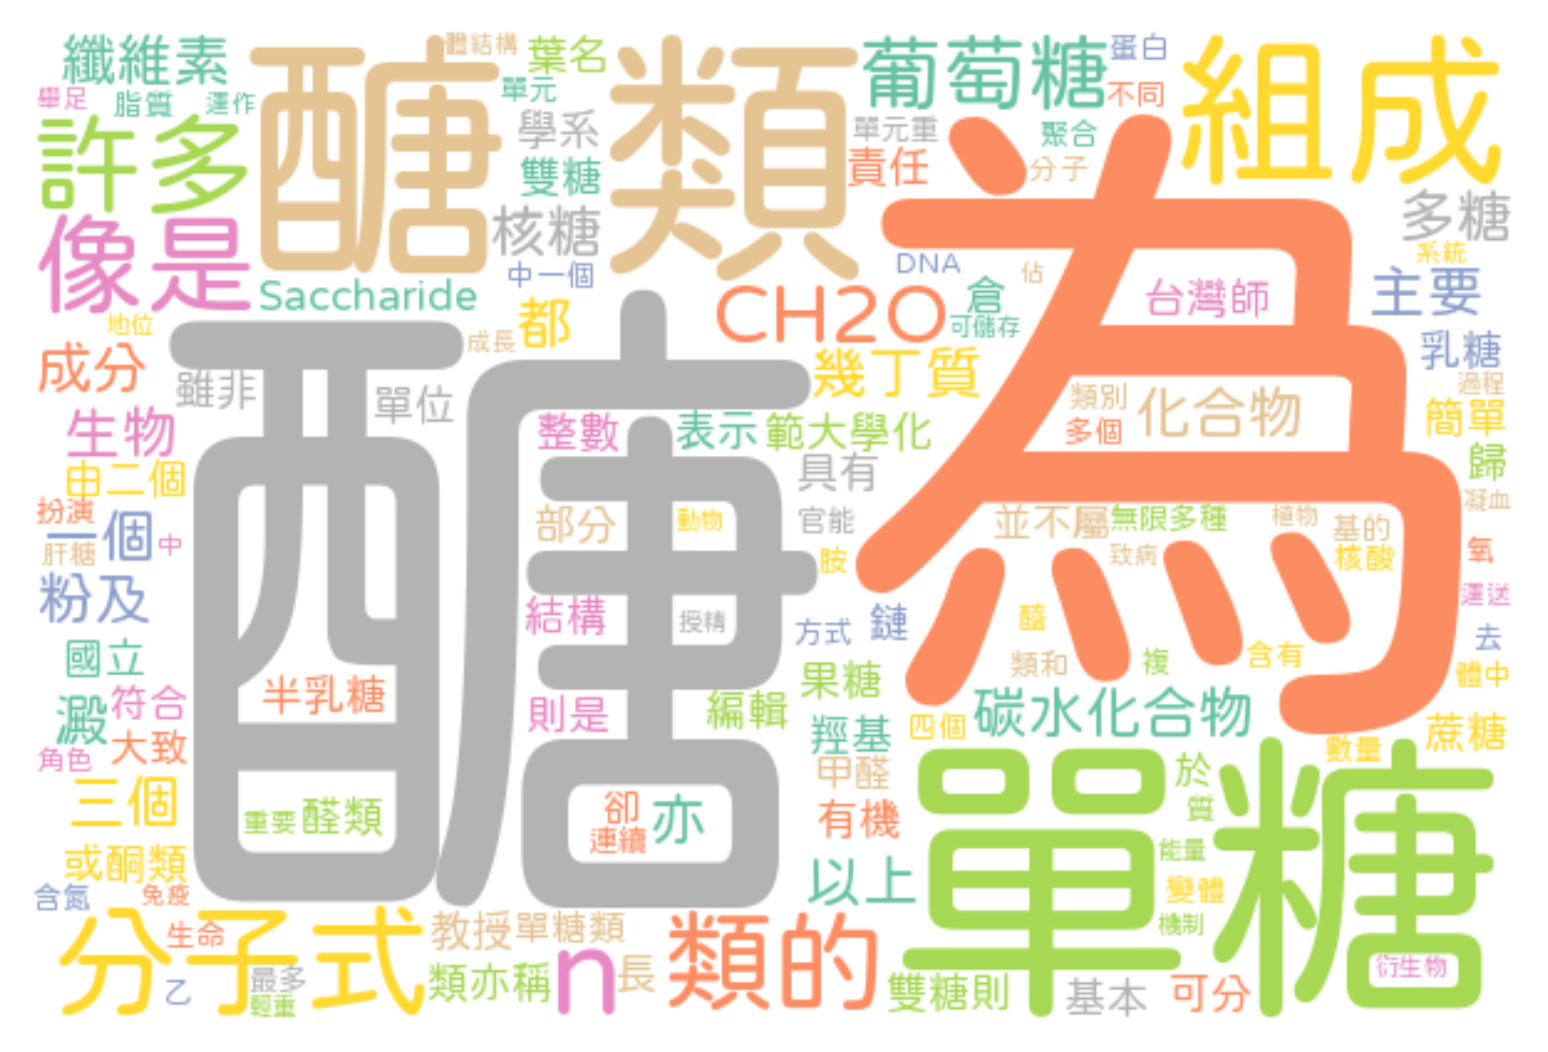 纖維素
醣類
體結構
葉名
葡萄糖
蛋白
組成
舉足
脂質
運作
單元
不同
許多
學系
單元重
聚合
雙糖
責任
分子
為
像是
核糖
多糖
Saccharide
中一個
DNA
佔
系統
CH2O
倉
台灣師
主要
地位
都
可儲存
成分
醣
成長
幾丁質
乳糖
雖非
單位
類別
化合物
過程
生物
整數
表示
範大學化
多個
簡單
由二個
具有
歸
扮演
一個
中
部分
動物
官能
並不屬
無限多種
植物
基的
凝血
肝糖
胺
致病
核酸
氧
粉及
結構
授精
方式
鏈
醯
運送
去
國立
半乳糖
果糖
類和
複
含有
體中
澱
符合
則是
編輯
羥基
四個
碳水化合物
蔗糖
角色
大致
甲醛
單糖
於
數量
三個
重要
醛類
卻
亦
連續
有機
質
或酮類
以上
能量
含氮
免疫
變體
分子式
生命
教授
單糖類
類的
機制
乙
最多
輕重
類亦稱
n
長
雙糖則
基本
可分
衍生物